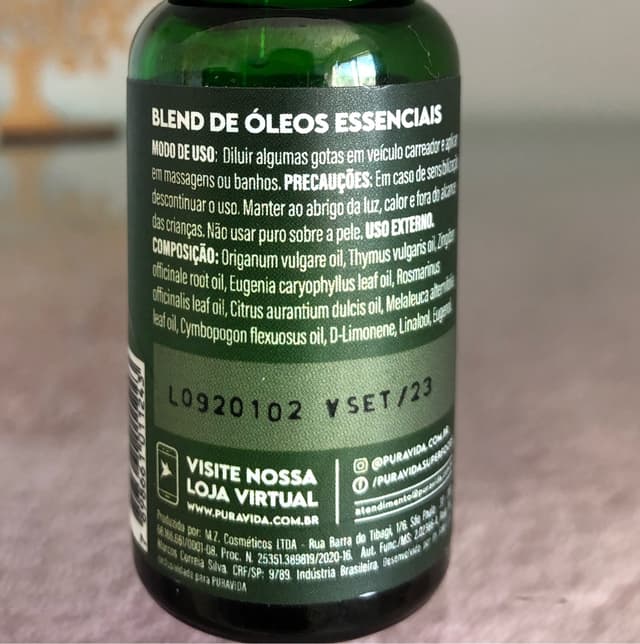 BLEND DE ÓLEOS ESSENCIAIS
MODO DE USO: Diluir algumas gotas em veículo carreador e aplicar
em massagens ou banhos. PRECAUÇÕES: Em caso de sensibilização
descontinuar o uso. Manter ao abrigo da luz, calor e fora do alcance
das crianças. Não usar puro sobre a pele. USO EXTERNO.
COMPOSIÇÃO: Origanum vulgare oil, Thymus vulgaris oil, Zingiber
officinale root oil, Eugenia caryophyllus leaf oil, Rosmarinus
officinalis leaf oil, Citrus aurantium dulcis oil, Melaleuca alternifolia
leaf oil, Cymbopogon flexuosus oil, D-Limonene, Linalool, Eugenol.
L0920102 VSET/23
VISITE NOSSA
LOJA VIRTUAL
WWW.PURAVIDA.COM.BR
@PURAVIDA.COM.BR
/PURAVIDASUPERFOOD
Produzido por: M.Z. Cosméticos LTDA - Rua Barra do Tibagi, 1/6. São Paulo,
Proc. N. 25351.389819/2020-16. Aut. Func./MS:
Marcos Correia Silva. CRF/SP: 9789. Indústria Brasileira. Desenvolvido
exclusivamente para PURAVIDA